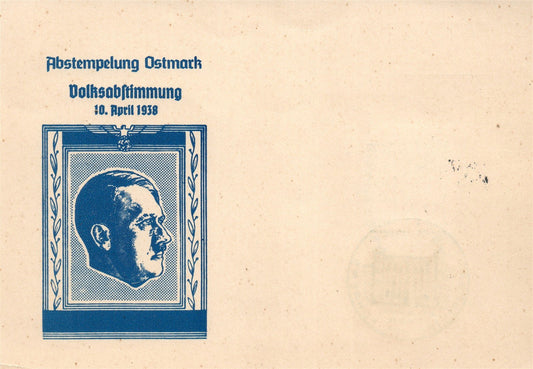 Abstempelung Ostmark
Volksabstimmung
10. April 1938